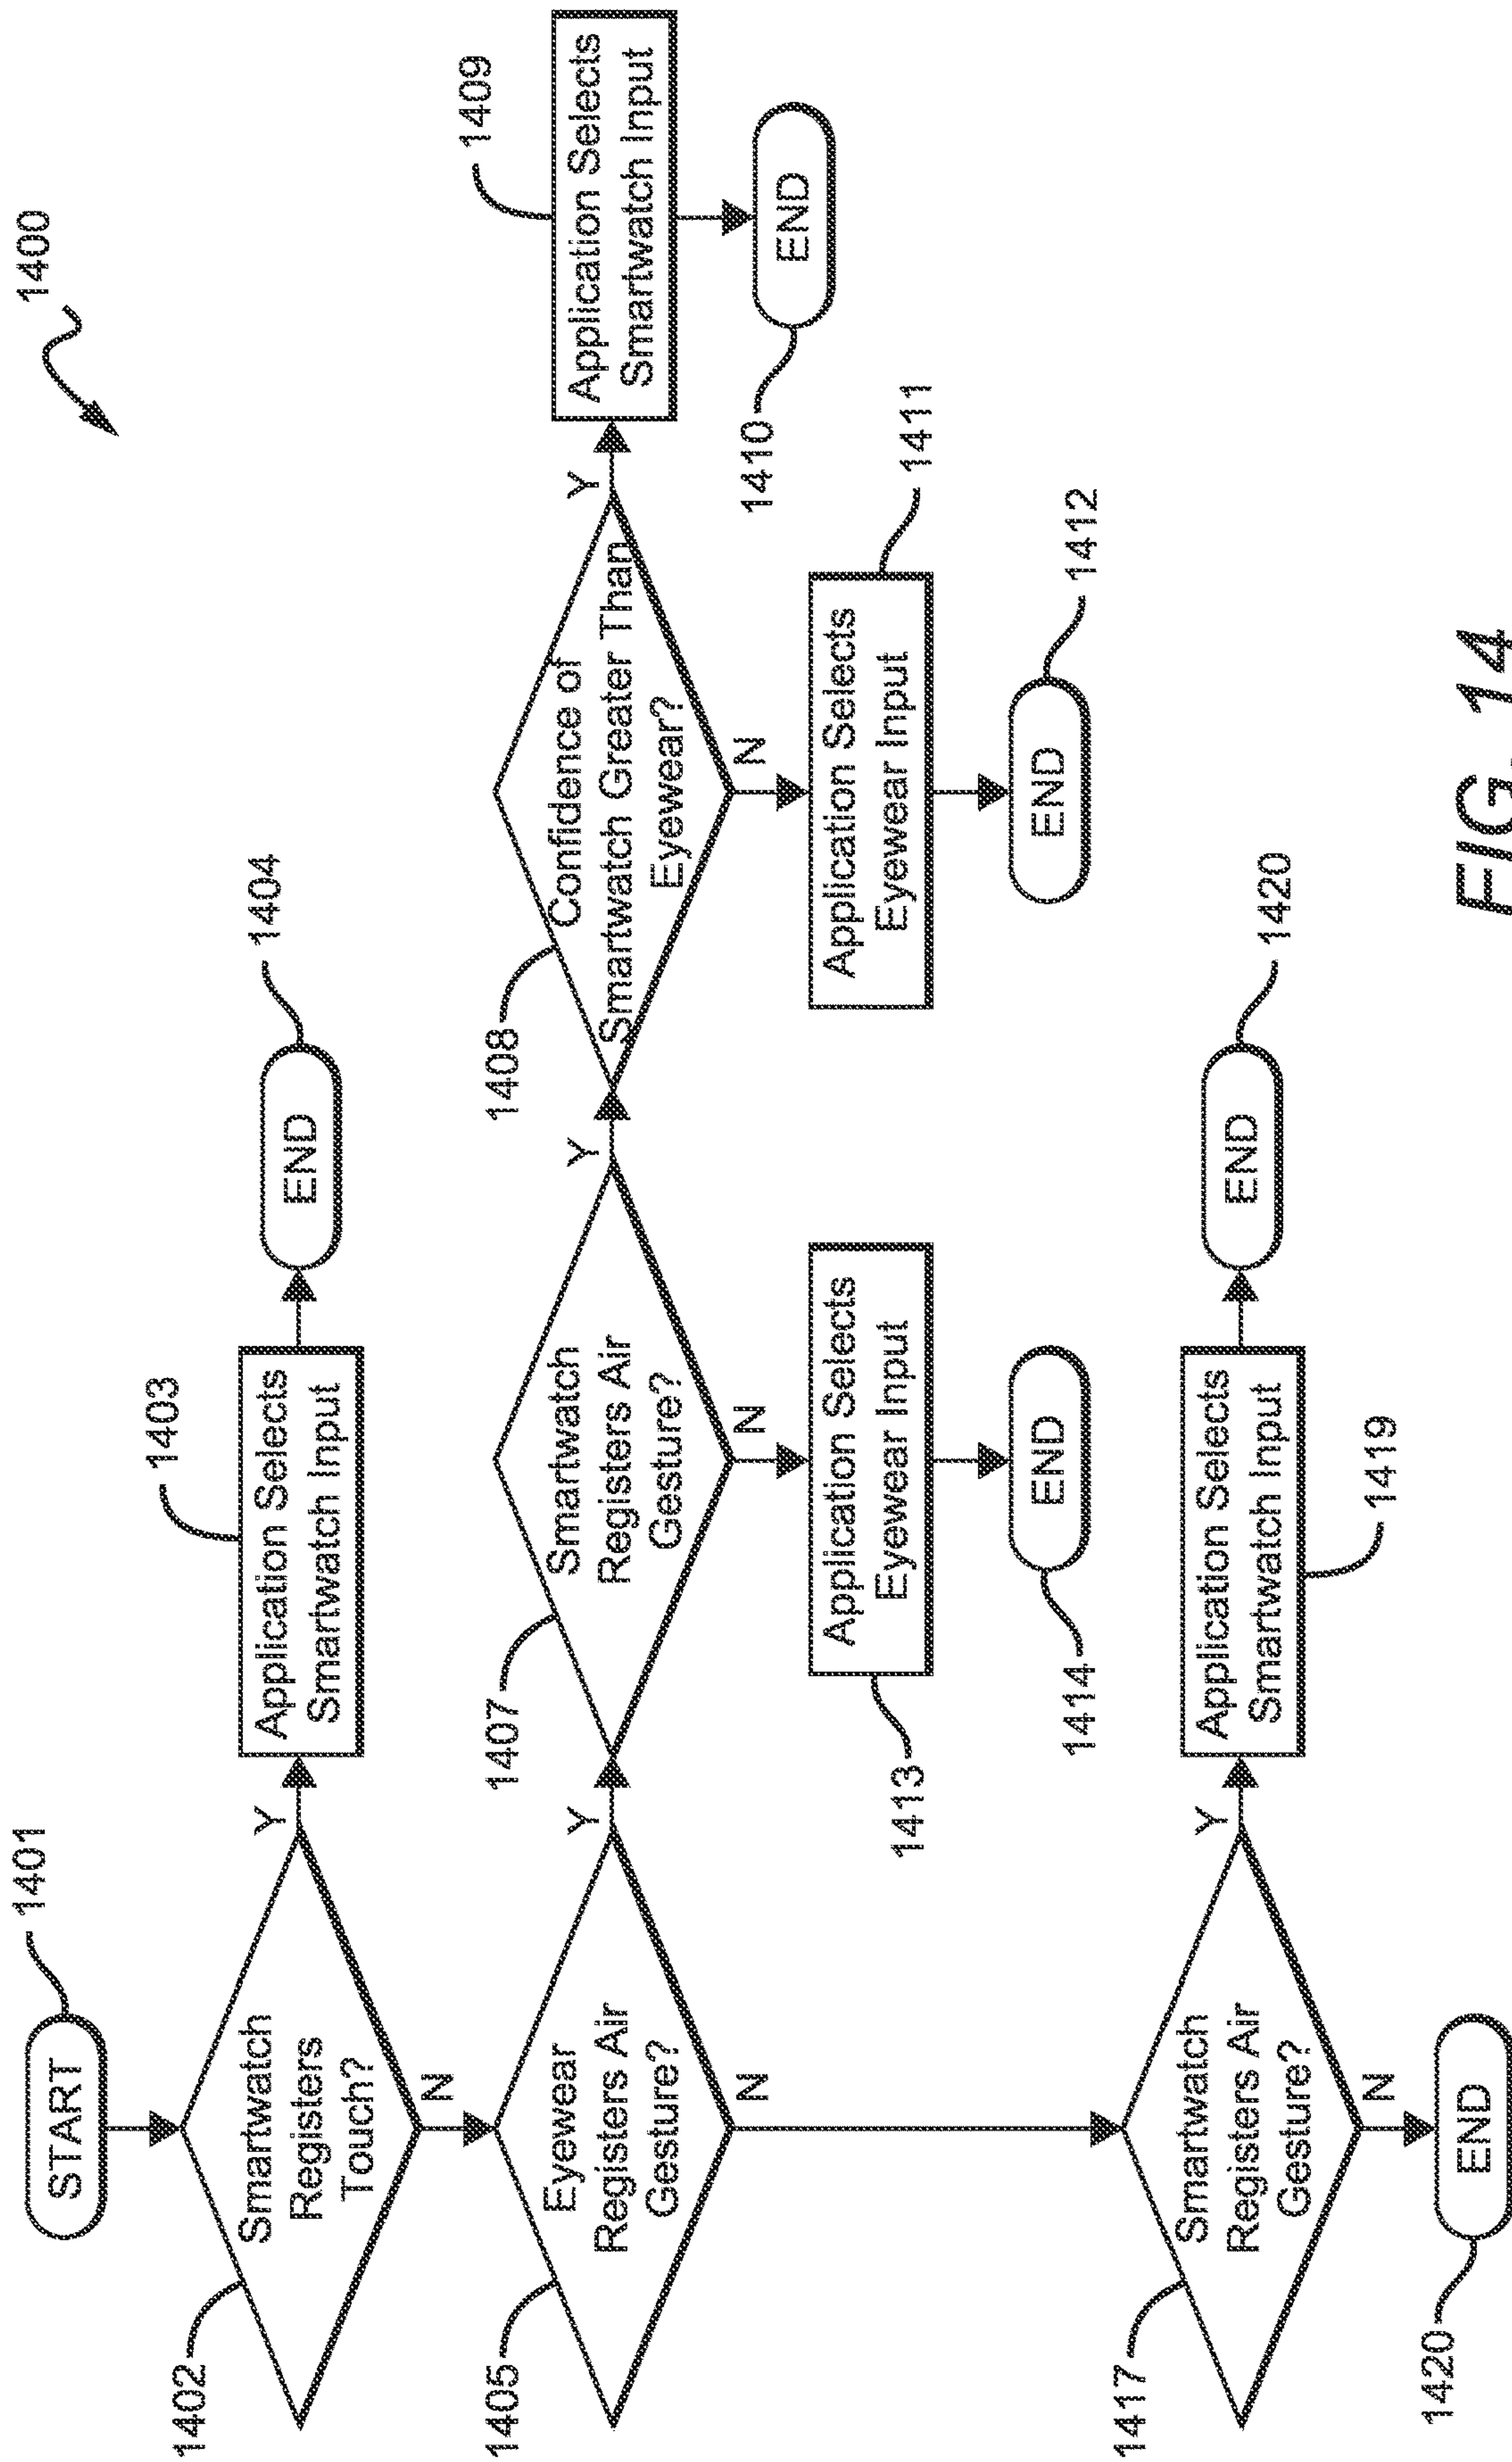 1400
START
1401
1402
Smartwatch
Registers
Touch?
Y
N
1403
Application Selects
Smartwatch Input
END
1404
1405
Eyewear
Registers Air
Gesture?
Y
N
1407
Smartwatch
Registers Air
Gesture?
Y
N
1408
Confidence of
Smartwatch Greater Than
Eyewear?
Y
N
1409
Application Selects
Smartwatch Input
END
1410
Application Selects
Eyewear Input
1411
END
1412
1413
Application Selects
Eyewear Input
END
1414
1417
Smartwatch
Registers Air
Gesture?
Y
N
Application Selects
Smartwatch Input
1419
END
1420
END
1420
FIG. 14